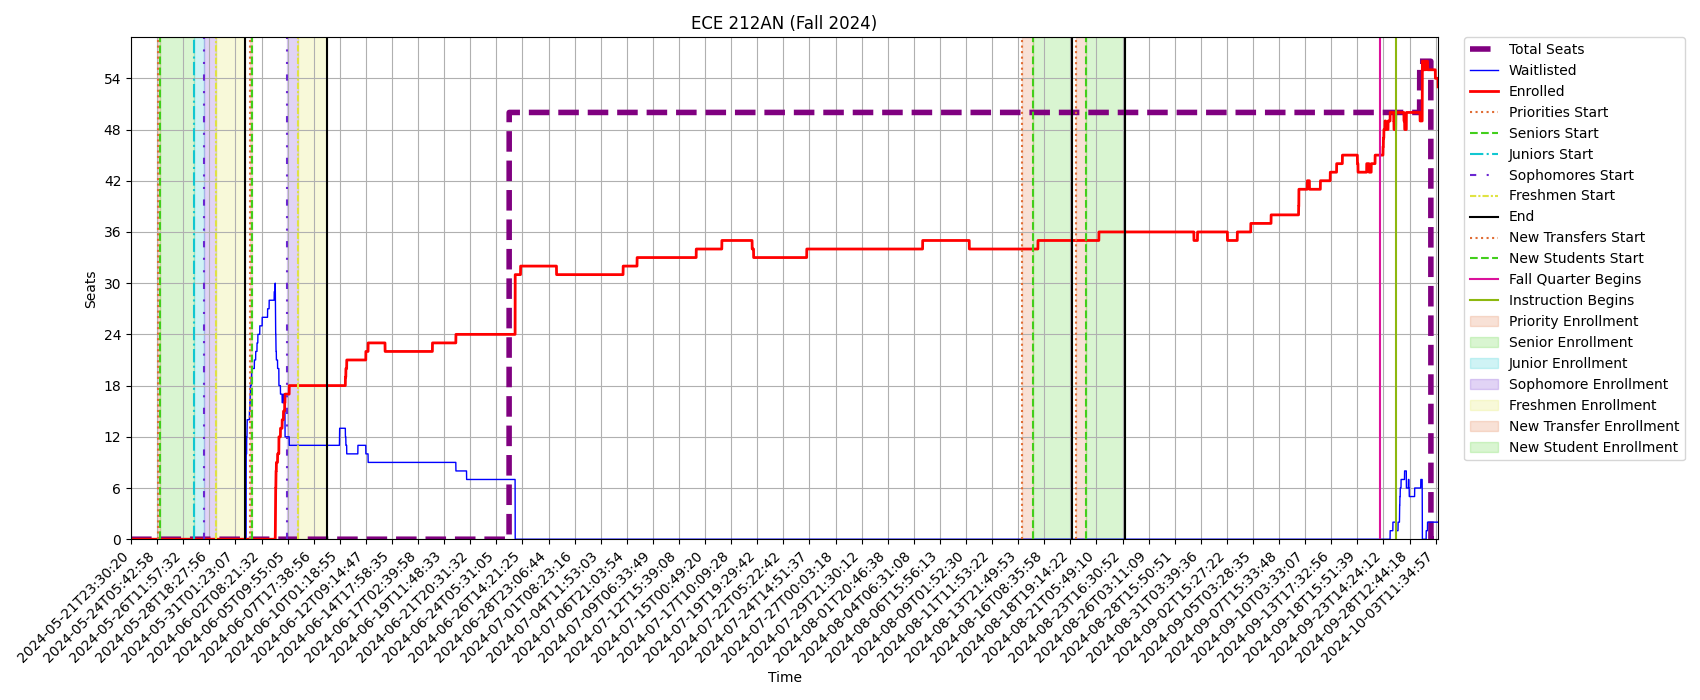 ECE 212AN (Fall 2024)
Seats
54
48
42
36
30
24
18
12
6
0
2024-05-21T23:30:20
2024-05-24T05:42:58
2024-05-26T11:57:32
2024-05-28T18:27:56
2024-05-31T01:23:07
2024-06-02T08:21:32
2024-06-05T09:55:03
2024-06-07T17:38:56
2024-06-10T01:18:55
2024-06-12T09:14:47
2024-06-14T17:58:35
2024-06-17T02:39:58
2024-06-19T11:48:33
2024-06-21T20:31:32
2024-06-24T05:31:05
2024-06-26T14:21:25
2024-06-28T23:06:44
2024-07-01T08:23:16
2024-07-04T11:53:03
2024-07-06T21:03:54
2024-07-09T06:33:49
2024-07-12T15:39:08
2024-07-15T00:49:20
2024-07-17T10:09:28
2024-07-19T19:29:42
2024-07-22T05:22:42
2024-07-24T14:51:37
2024-07-27T00:03:18
2024-07-29T21:30:12
2024-08-01T20:46:38
2024-08-04T06:31:08
2024-08-06T15:56:13
2024-08-09T01:52:30
2024-08-11T11:53:22
2024-08-13T21:49:53
2024-08-16T08:35:58
2024-08-18T19:14:22
2024-08-21T05:49:10
2024-08-23T16:30:52
2024-08-26T03:11:09
2024-08-28T15:50:51
2024-08-31T03:39:36
2024-09-02T15:27:22
2024-09-05T03:28:35
2024-09-07T15:33:48
2024-09-10T03:33:07
2024-09-13T17:32:56
2024-09-18T15:51:39
2024-09-23T14:24:12
2024-09-28T12:44:18
2024-10-03T11:34:57
Time
Total Seats
Waitlisted
Enrolled
Priorities Start
Seniors Start
Juniors Start
Sophomores Start
Freshmen Start
End
New Transfers Start
New Students Start
Fall Quarter Begins
Instruction Begins
Priority Enrollment
Senior Enrollment
Junior Enrollment
Sophomore Enrollment
Freshmen Enrollment
New Transfer Enrollment
New Student Enrollment